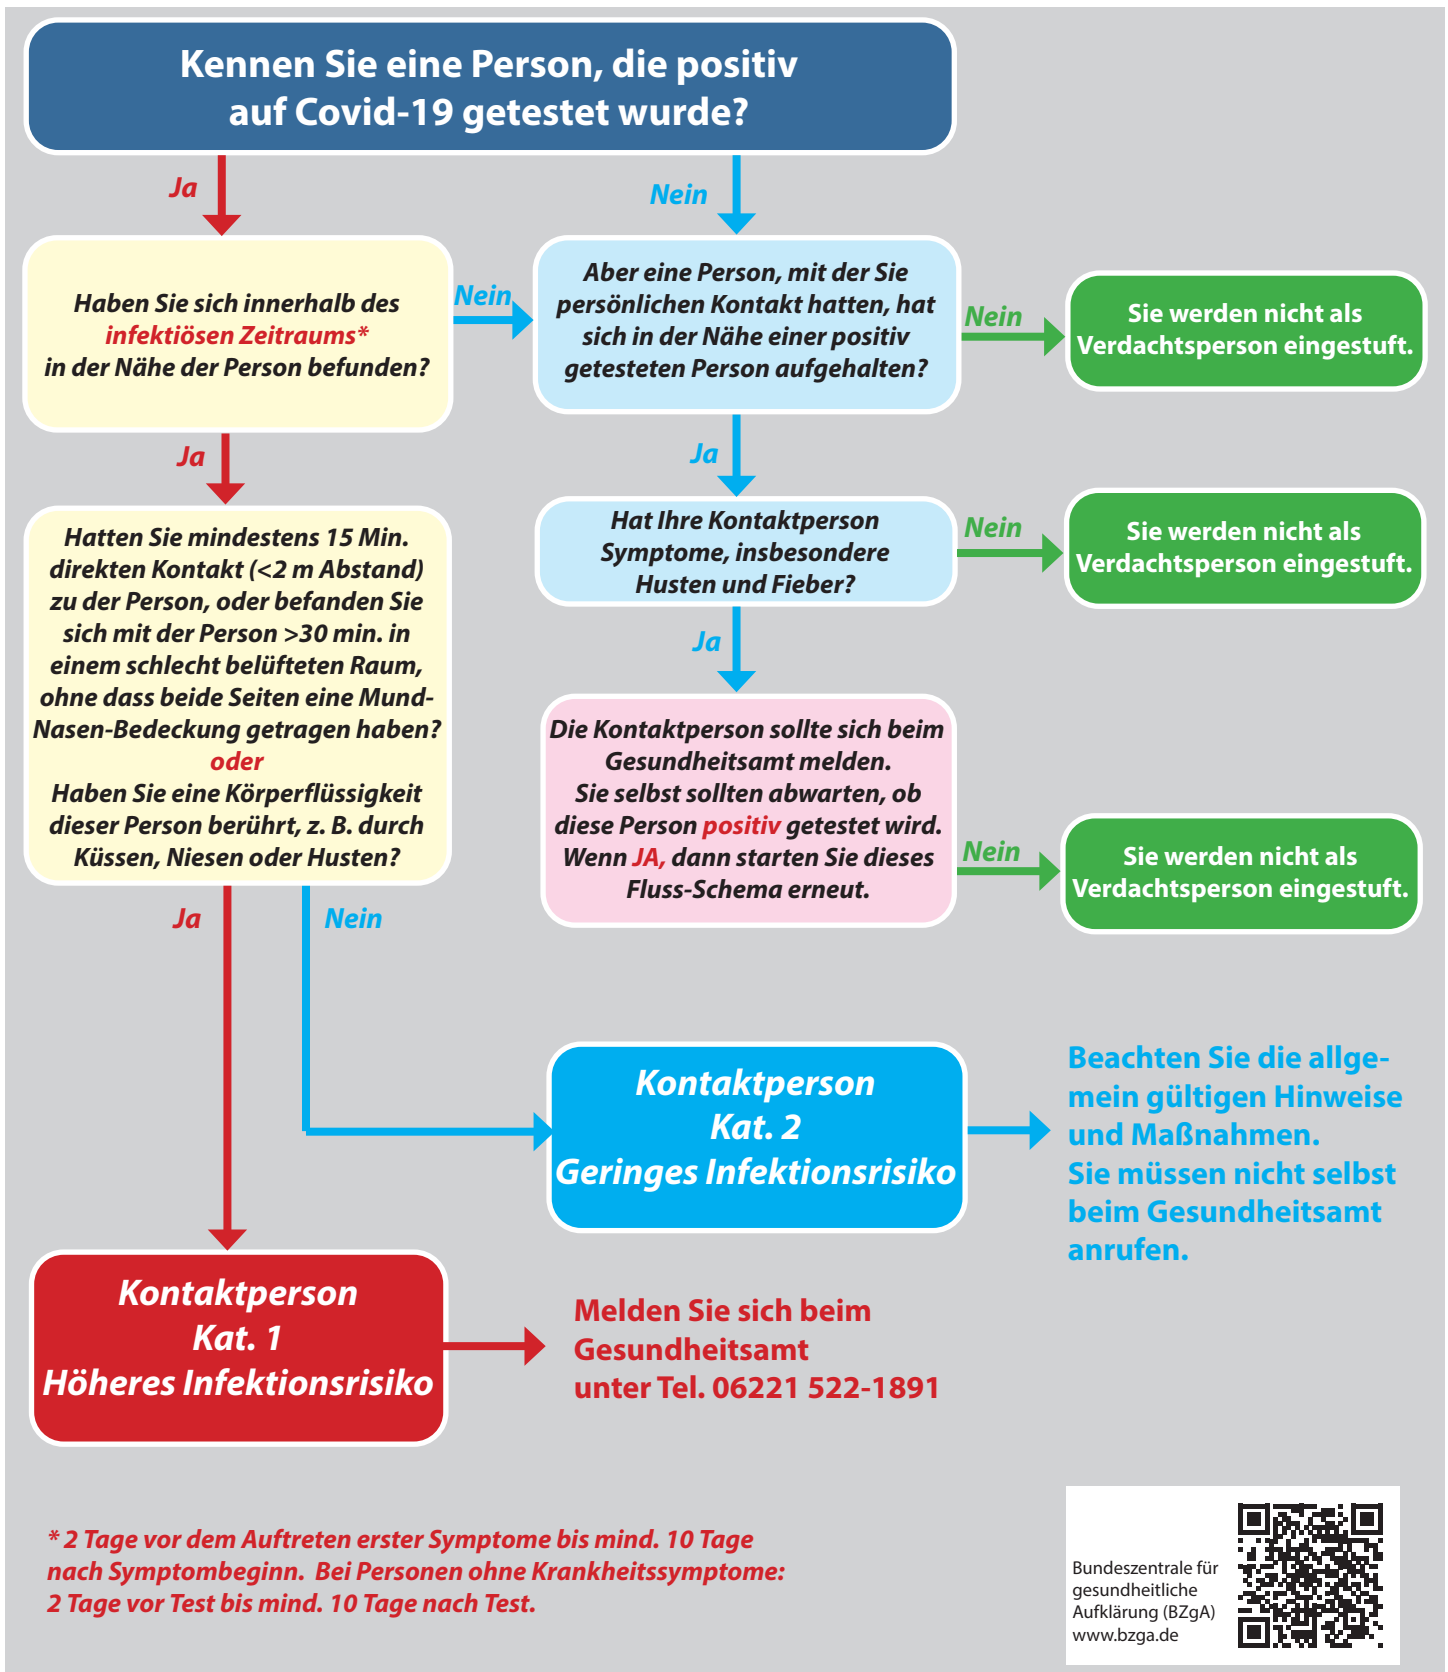 Kennen Sie eine Person, die positiv
auf Covid-19 getestet wurde?
Ja
Nein
Haben Sie sich innerhalb des
infektiösen Zeitraums*
in der Nähe der Person befunden?
Nein
Aber eine Person, mit der Sie
persönlichen Kontakt hatten, hat
sich in der Nähe einer positiv
getesteten Person aufgehalten?
Nein
Sie werden nicht als
Verdachtsperson eingestuft.
Ja
Ja
Hatten Sie mindestens 15 Min.
direkten Kontakt (<2 m Abstand)
zu der Person, oder befanden Sie
sich mit der Person >30 min. in
einem schlecht belüfteten Raum,
ohne dass beide Seiten eine Mund-
Nasen-Bedeckung getragen haben?
oder
Haben Sie eine Körperflüssigkeit
dieser Person berührt, z. B. durch
Küssen, Niesen oder Husten?
Hat Ihre Kontaktperson
Symptome, insbesondere
Husten und Fieber?
Nein
Sie werden nicht als
Verdachtsperson eingestuft.
Ja
Die Kontaktperson sollte sich beim
Gesundheitsamt melden.
Sie selbst sollten abwarten, ob
diese Person positiv getestet wird.
Wenn JA, dann starten Sie dieses
Fluss-Schema erneut.
Nein
Sie werden nicht als
Verdachtsperson eingestuft.
Ja
Nein
Kontaktperson
Kat. 2
Geringes Infektionsrisiko
Beachten Sie die allge-
mein gültigen Hinweise
und Maßnahmen.
Sie müssen nicht selbst
beim Gesundheitsamt
anrufen.
Kontaktperson
Kat. 1
Höheres Infektionsrisiko
Melden Sie sich beim
Gesundheitsamt
unter Tel. 06221 522-1891
* 2 Tage vor dem Auftreten erster Symptome bis mind. 10 Tage
nach Symptombeginn. Bei Personen ohne Krankheitssymptome:
2 Tage vor Test bis mind. 10 Tage nach Test.
Bundeszentrale für
gesundheitliche
Aufklärung (BZgA)
www.bzga.de